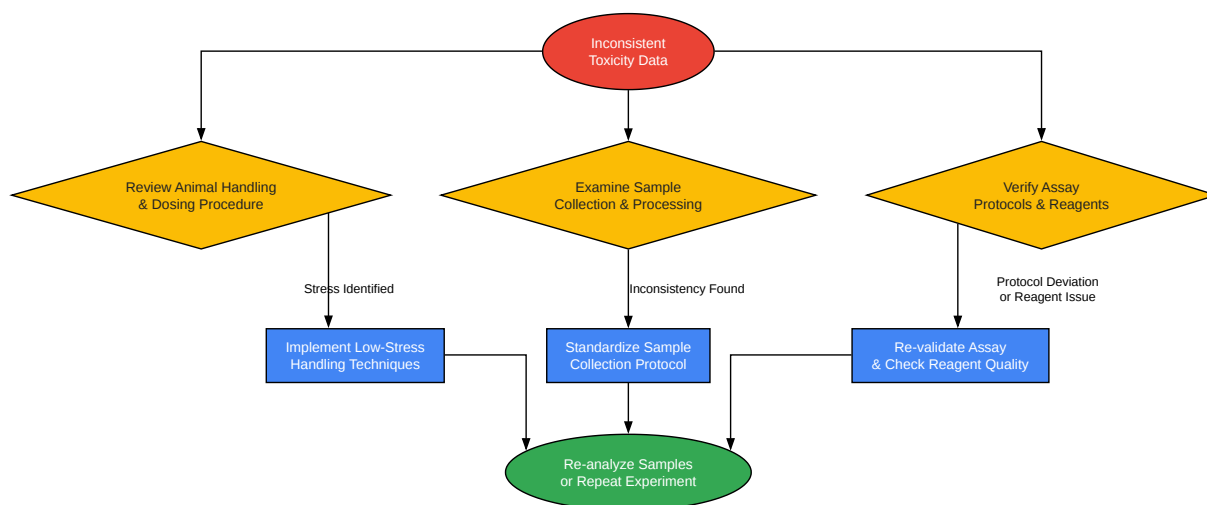 Inconsistent
Toxicity Data
Review Animal Handling
& Dosing Procedure
Examine Sample
Collection & Processing
Verify Assay
Protocols & Reagents
Stress Identified
Inconsistency Found
Protocol Deviation
or Reagent Issue
Implement Low-Stress
Handling Techniques
Standardize Sample
Collection Protocol
Re-validate Assay
& Check Reagent Quality
Re-analyze Samples
or Repeat Experiment